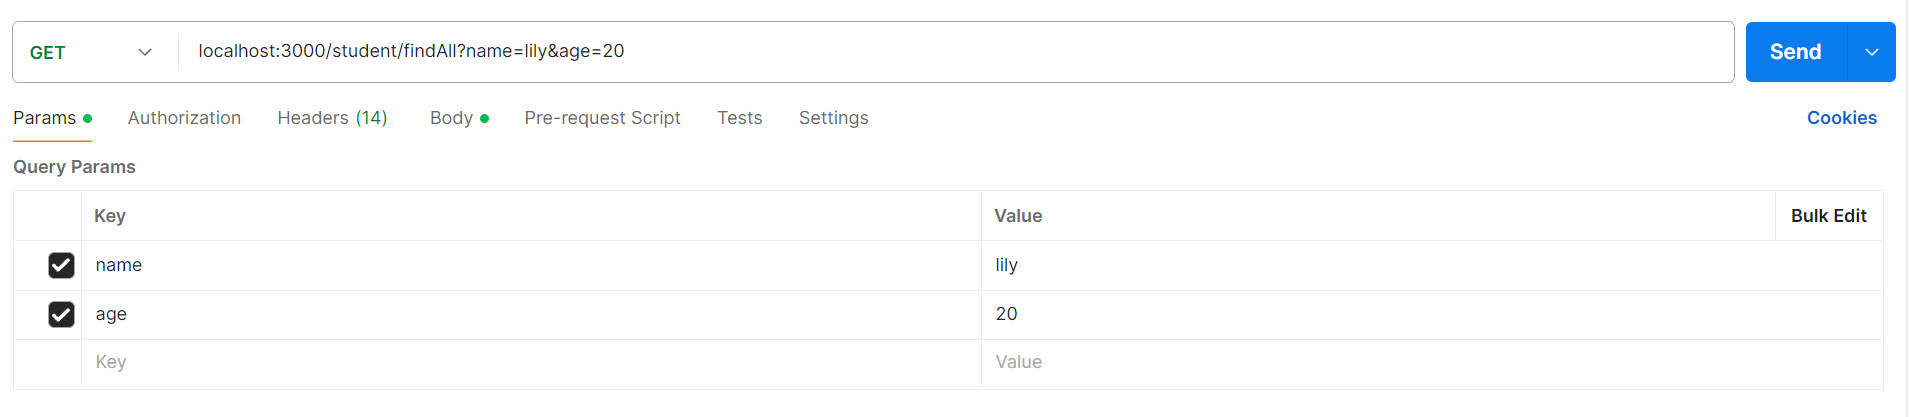 GET localhost:3000/student/findAll?name=lily&age=20 Send
Params Authorization Headers (14) Body Pre-request Script Tests Settings Cookies
Query Params
Key Value Bulk Edit
name lily
age 20
Key Value